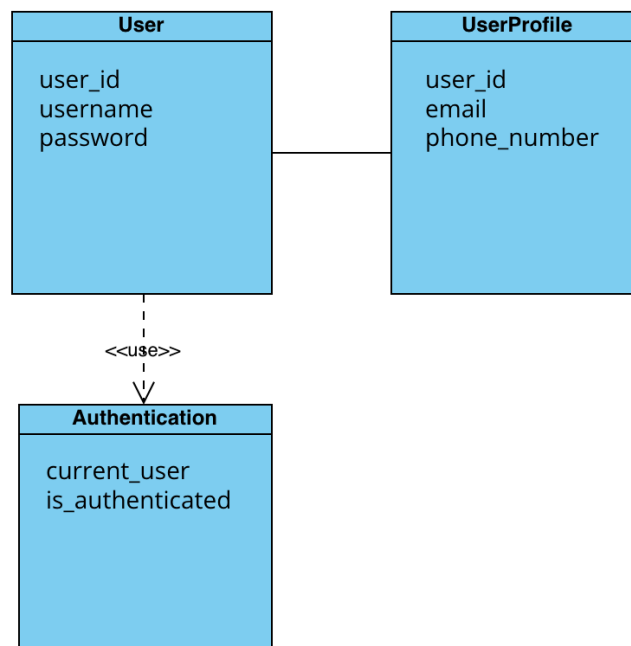 User
user_id
username
password
UserProfile
user_id
email
phone_number
<<use>>
Authentication
current_user
is_authenticated